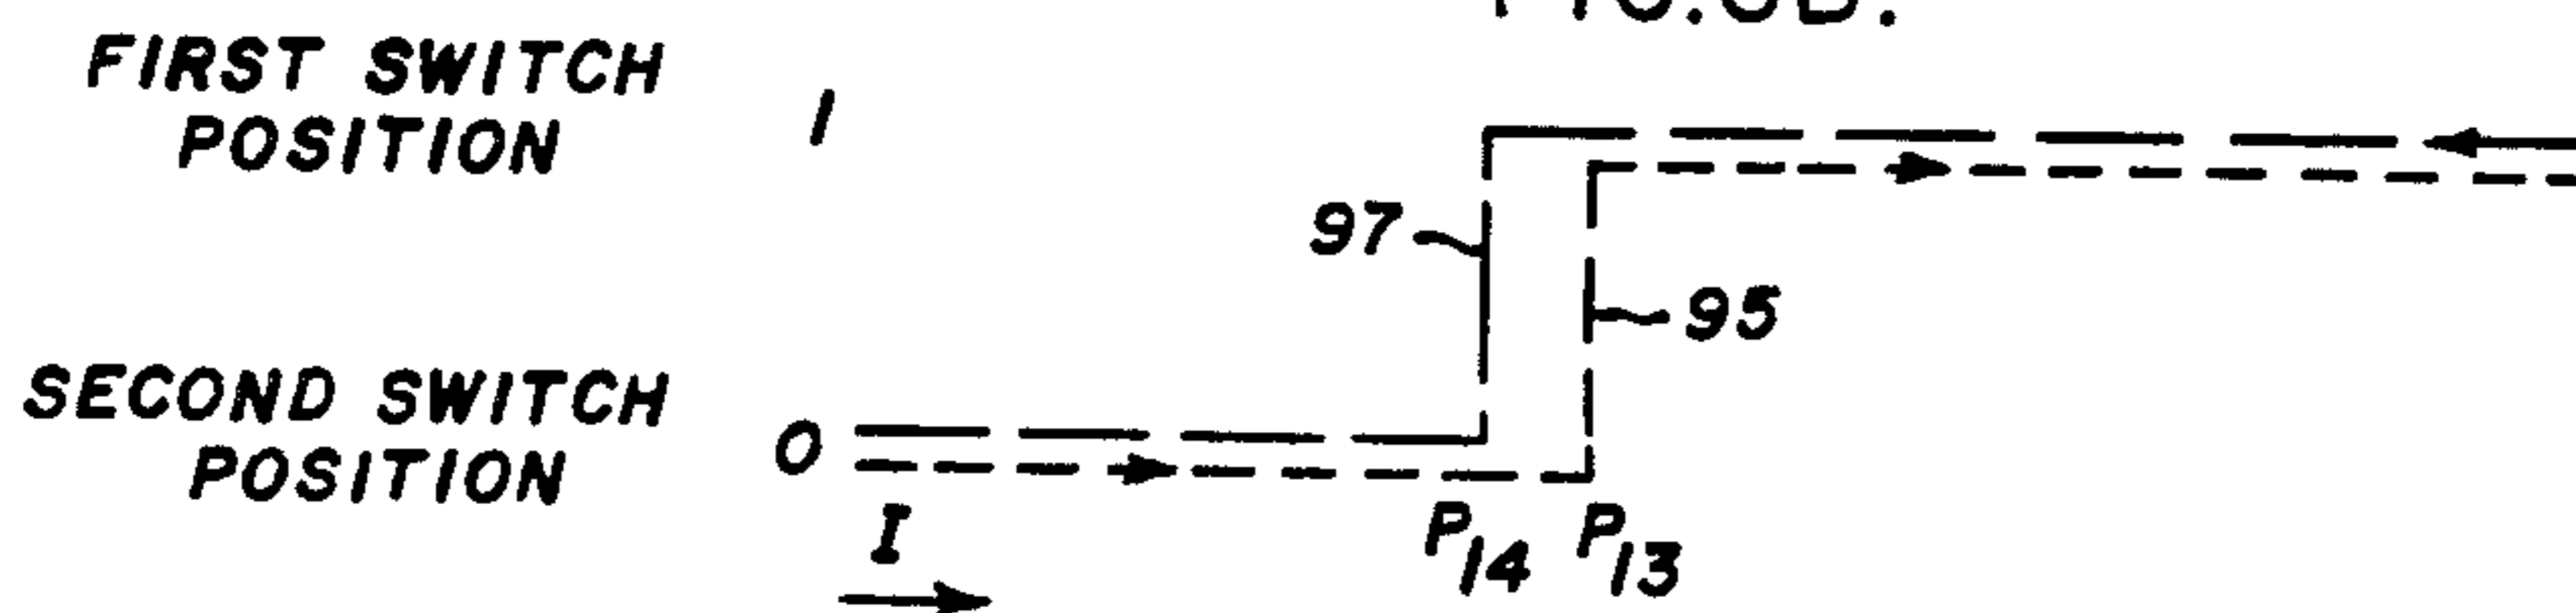 FIRST SWITCH
POSITION
1
97
95
SECOND SWITCH
POSITION
0
P14 P13
I